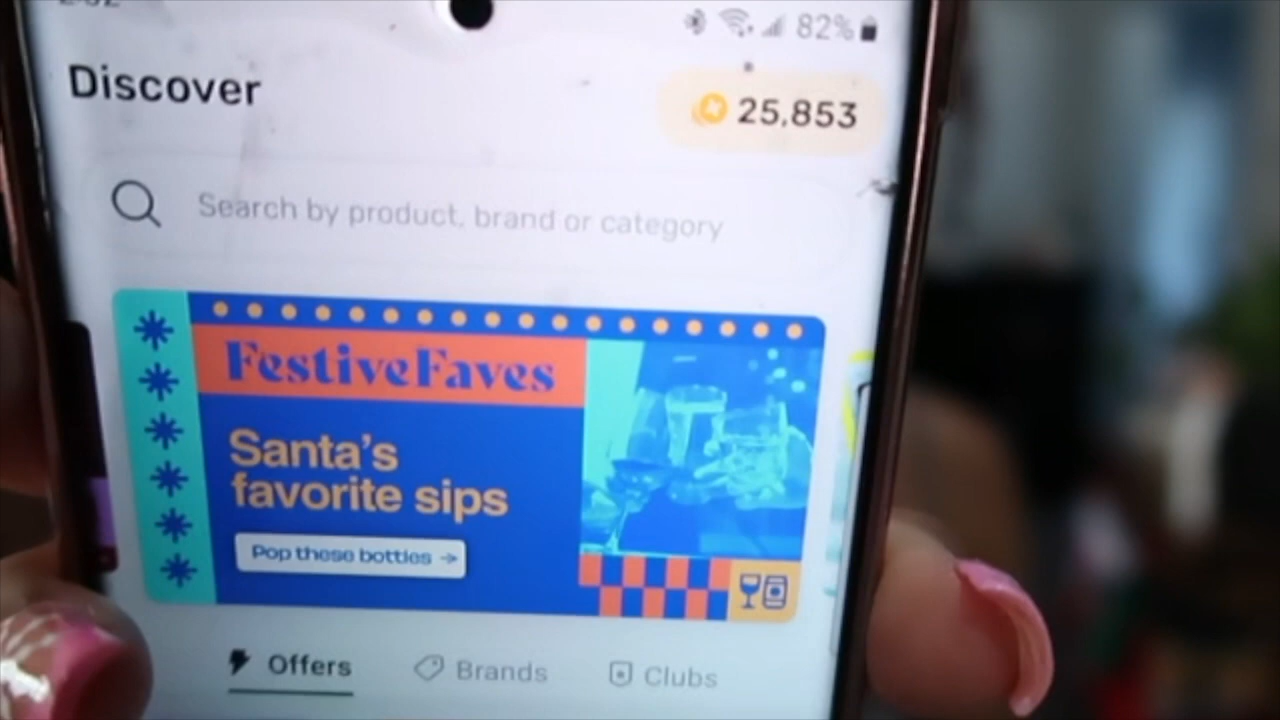 82%
Discover
25,853
Search by product, brand or category
FestiveFaves
Santa's
favorite sips
Pop these bottles →
Offers
Brands
Clubs